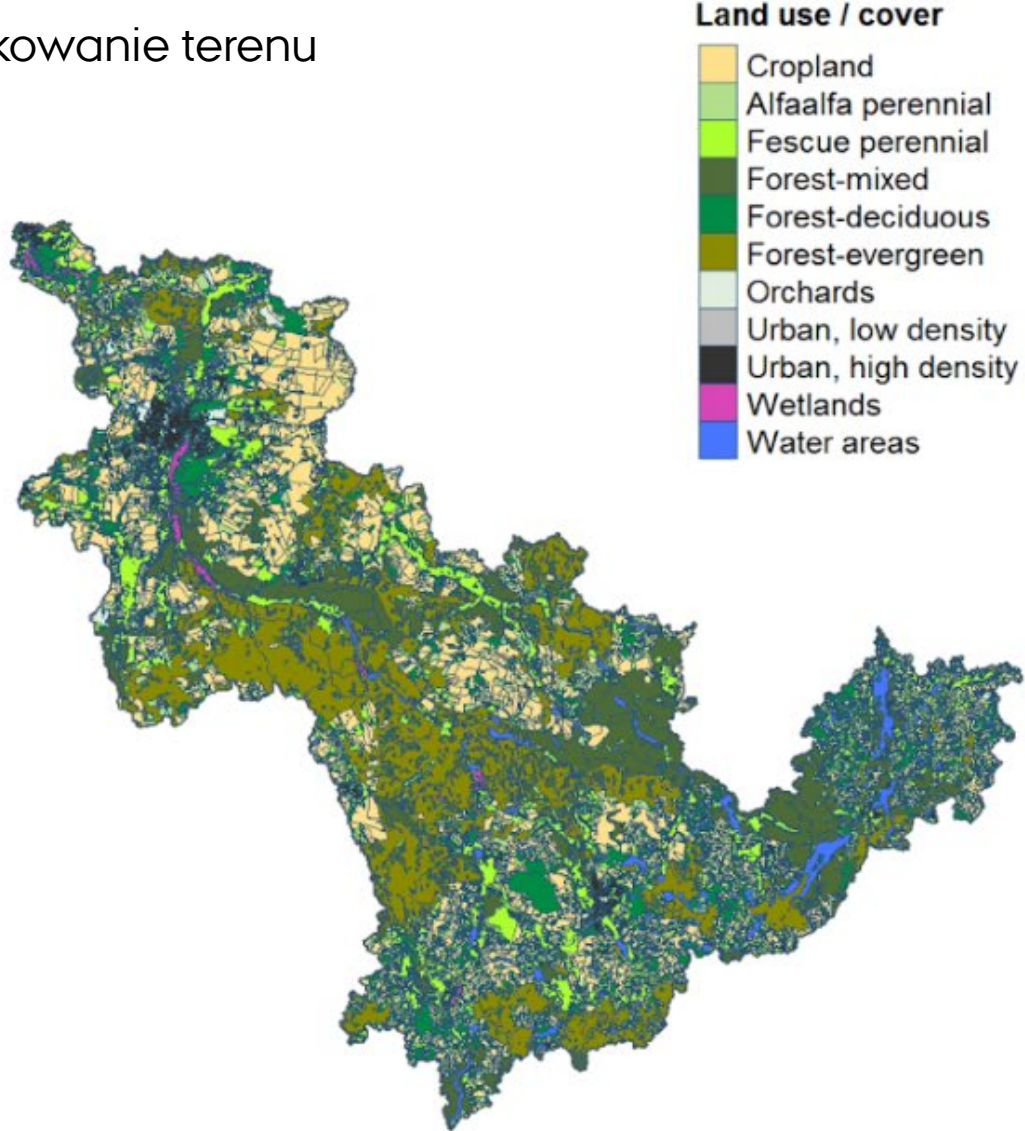 kowanie terenu
Land use / cover
Cropland
Alfaalfa perennial
Fescue perennial
Forest-mixed
Forest-deciduous
Forest-evergreen
Orchards
Urban, low density
Urban, high density
Wetlands
Water areas